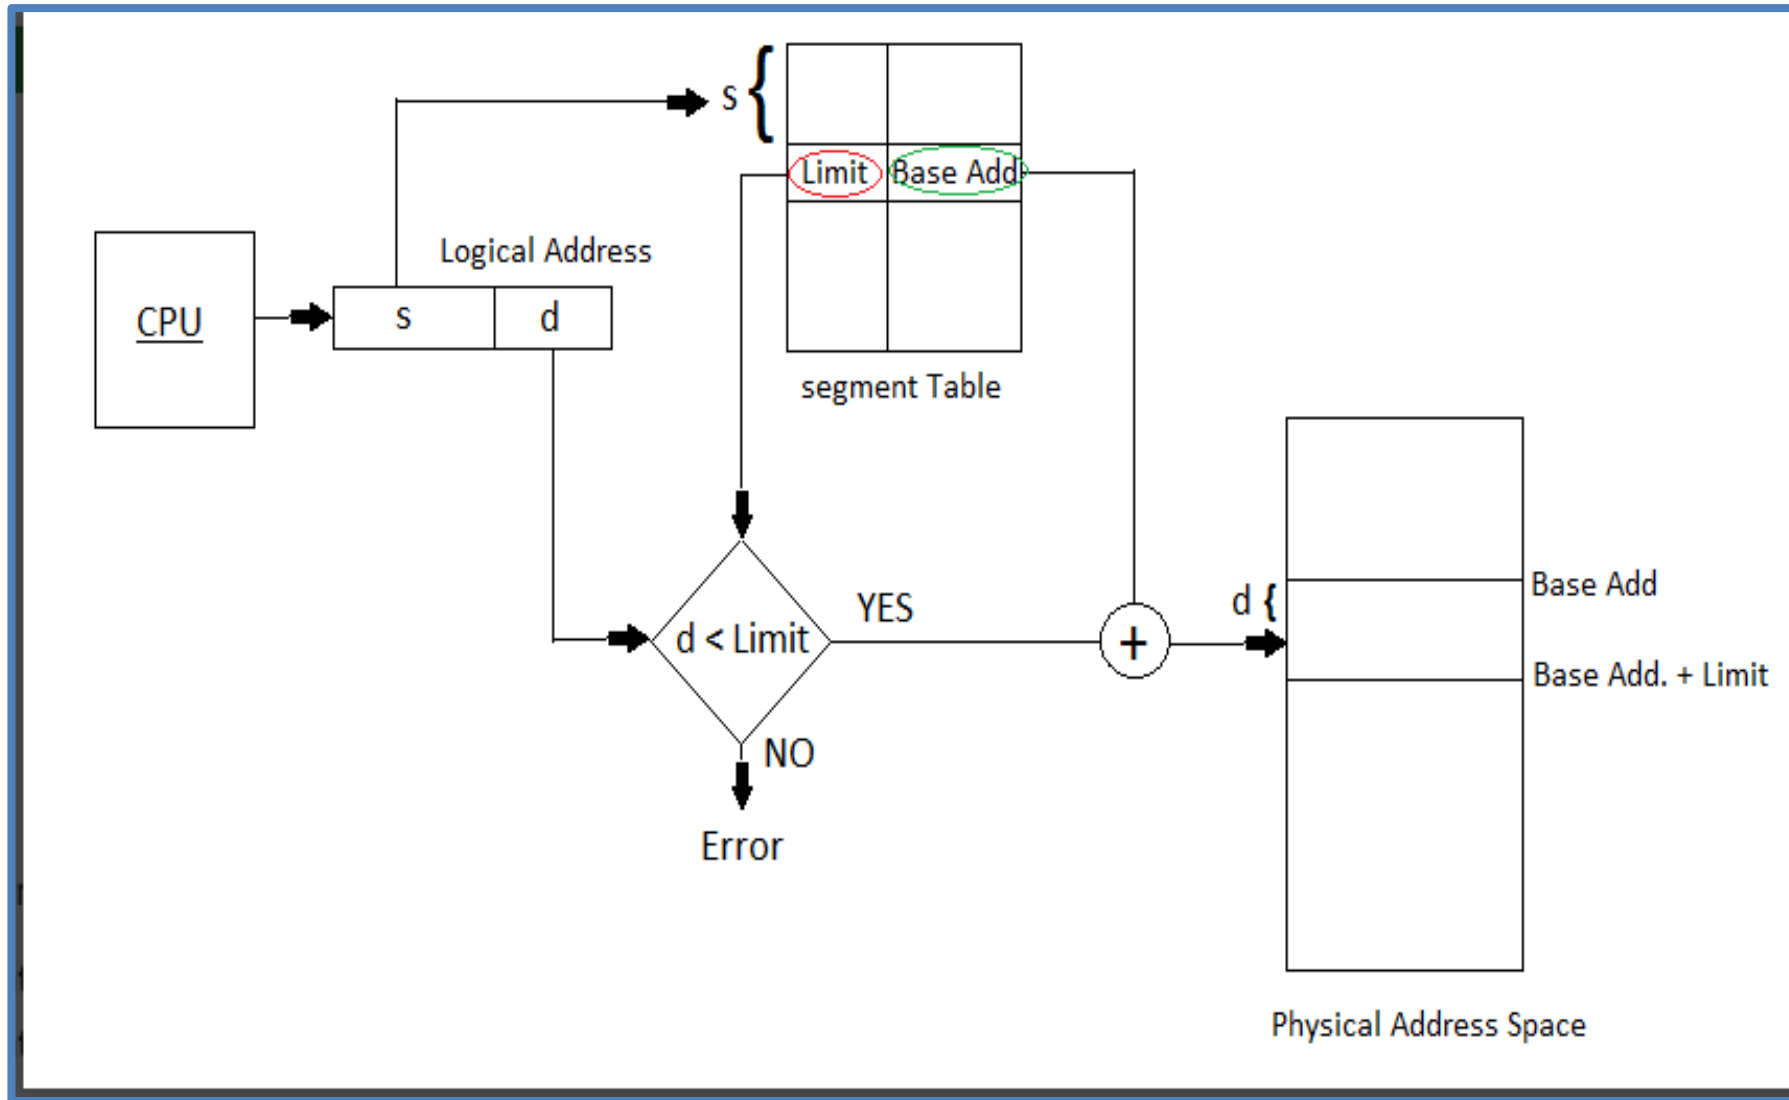 s {
Limit
Base Add
Logical Address
CPU
s
d
segment Table
Base Add
d {
YES
d < Limit
+
Base Add. + Limit
NO
Error
Physical Address Space